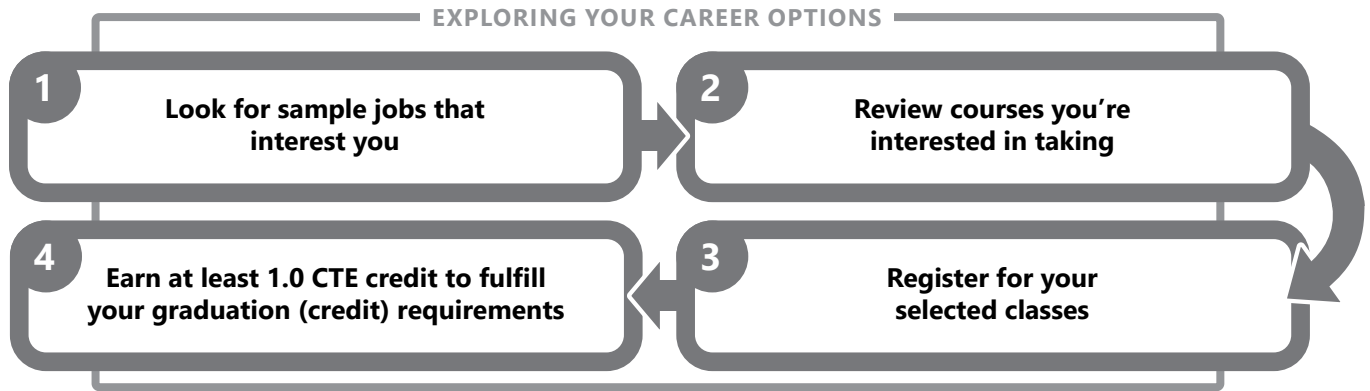 EXPLORING YOUR CAREER OPTIONS
1
Look for sample jobs that
interest you
2
Review courses you’re
interested in taking
3
Register for your
selected classes
4
Earn at least 1.0 CTE credit to fulfill
your graduation (credit) requirements